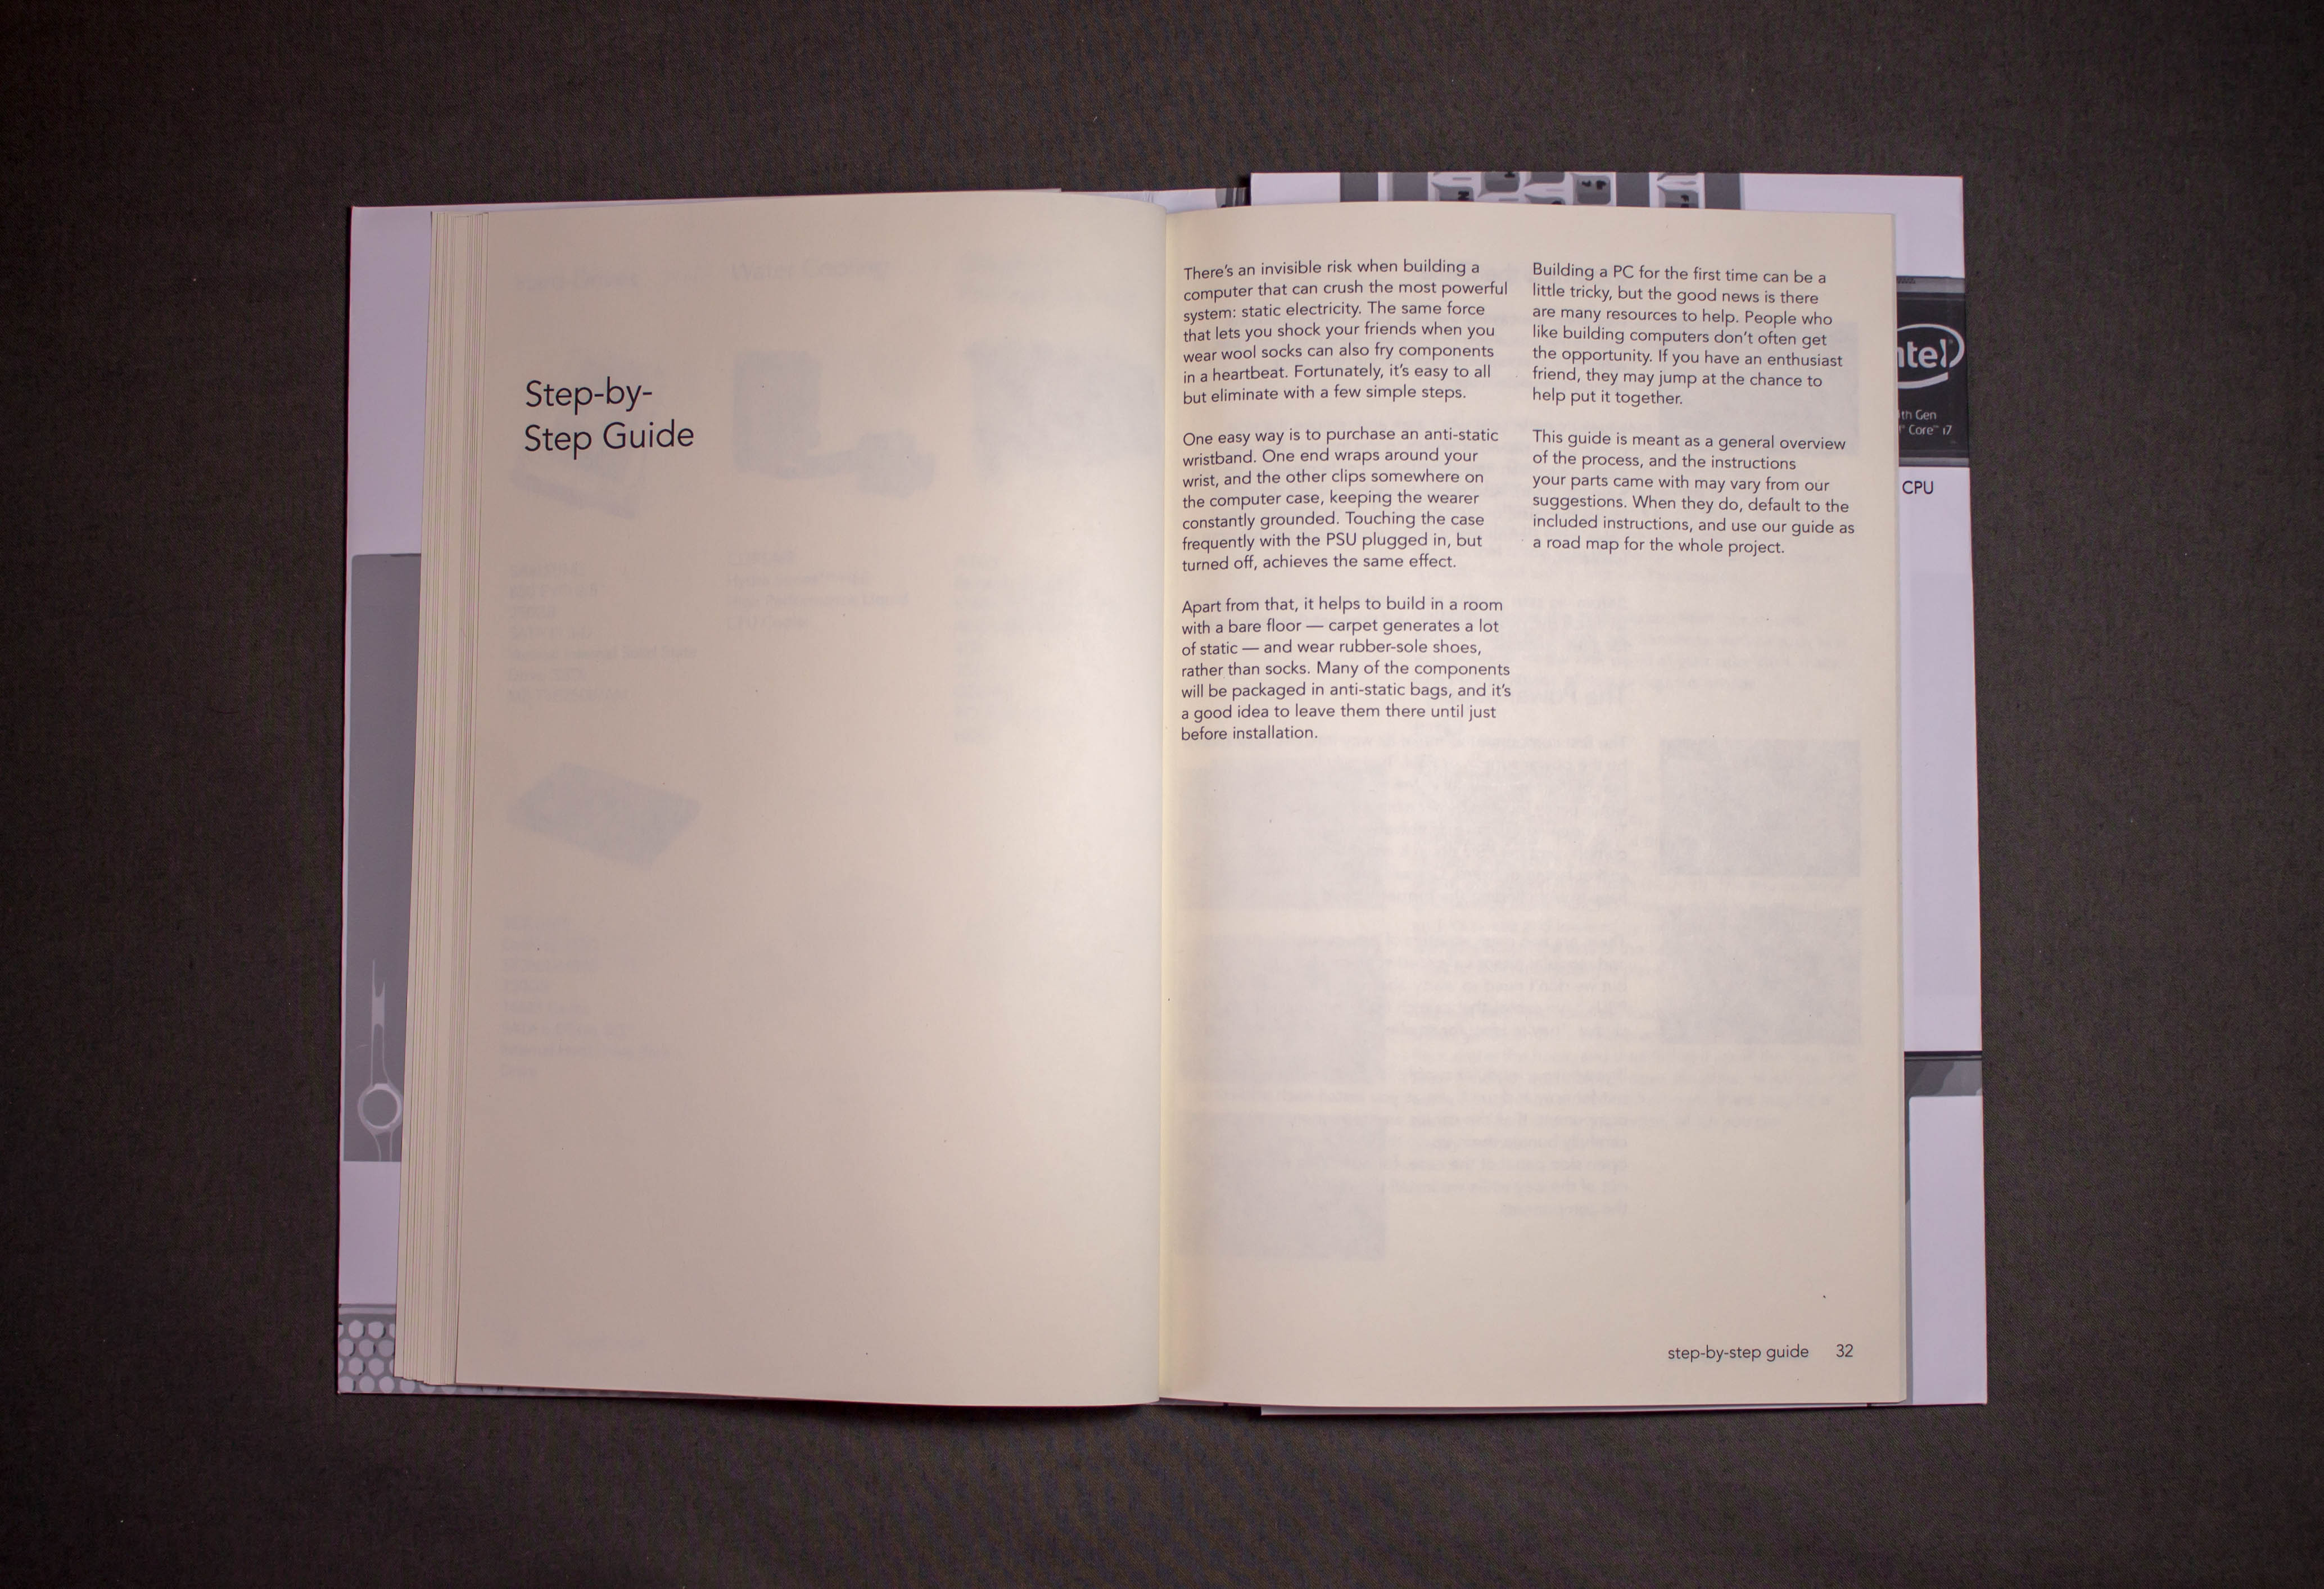 Step-by-
Step Guide
There's an invisible risk when building a
computer that can crush the most powerful
system: static electricity. The same force
that lets you shock your friends when you
wear wool socks can also fry components
in a heartbeat. Fortunately, it's easy to all
but eliminate with a few simple steps.
One easy way is to purchase an anti-static
wristband. One end wraps around your
wrist, and the other clips somewhere on
the computer case, keeping the wearer
constantly grounded. Touching the case
frequently with the PSU plugged in, but
turned off, achieves the same effect.
Apart from that, it helps to build in a room
with a bare floor — carpet generates a lot
of static — and wear rubber-sole shoes,
rather than socks. Many of the components
will be packaged in anti-static bags, and it's
a good idea to leave them there until just
before installation.
Building a PC for the first time can be a
little tricky, but the good news is there
are many resources to help. People who
like building computers don't often get
the opportunity. If you have an enthusiast
friend, they may jump at the chance to
help put it together.
This guide is meant as a general overview
of the process, and the instructions
your parts came with may vary from our
suggestions. When they do, default to the
included instructions, and use our guide as
a road map for the whole project.
step-by-step guide 32
ntel
th Gen
Core™ i7
CPU